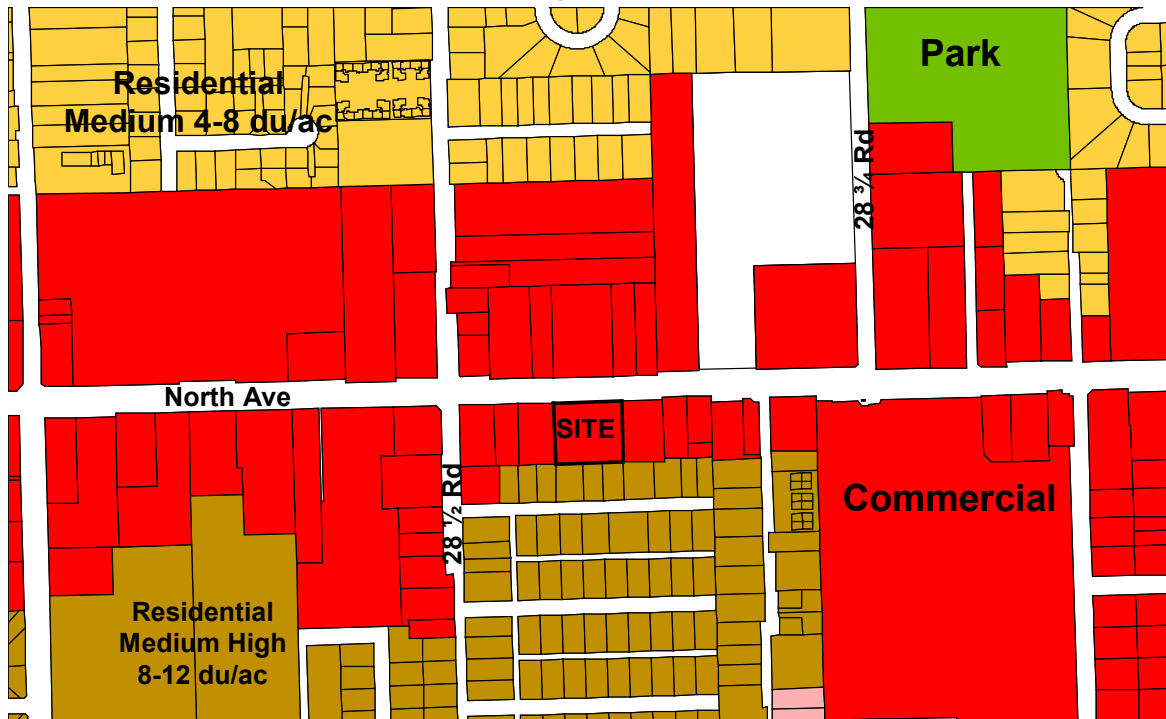 Park
Residential
Medium 4-8 du/ac
28 ¾ Rd
North Ave
SITE
28 ½ Rd
Commercial
Residential
Medium High
8-12 du/ac